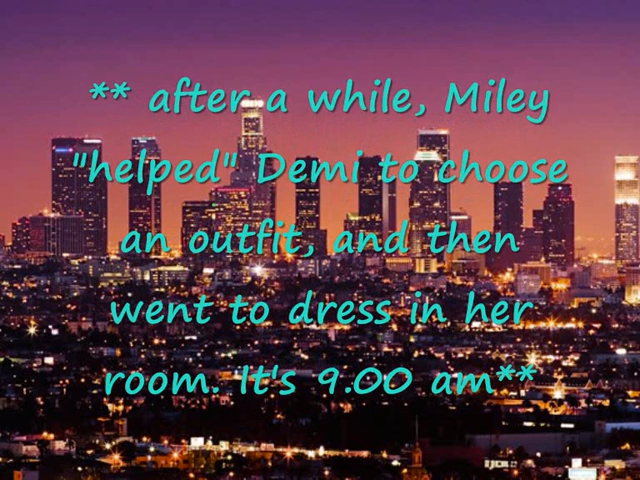 ** after a while, Miley
"helped" Demi to choose
an outfit, and then
went to dress in her
room. It's 9.00 am**